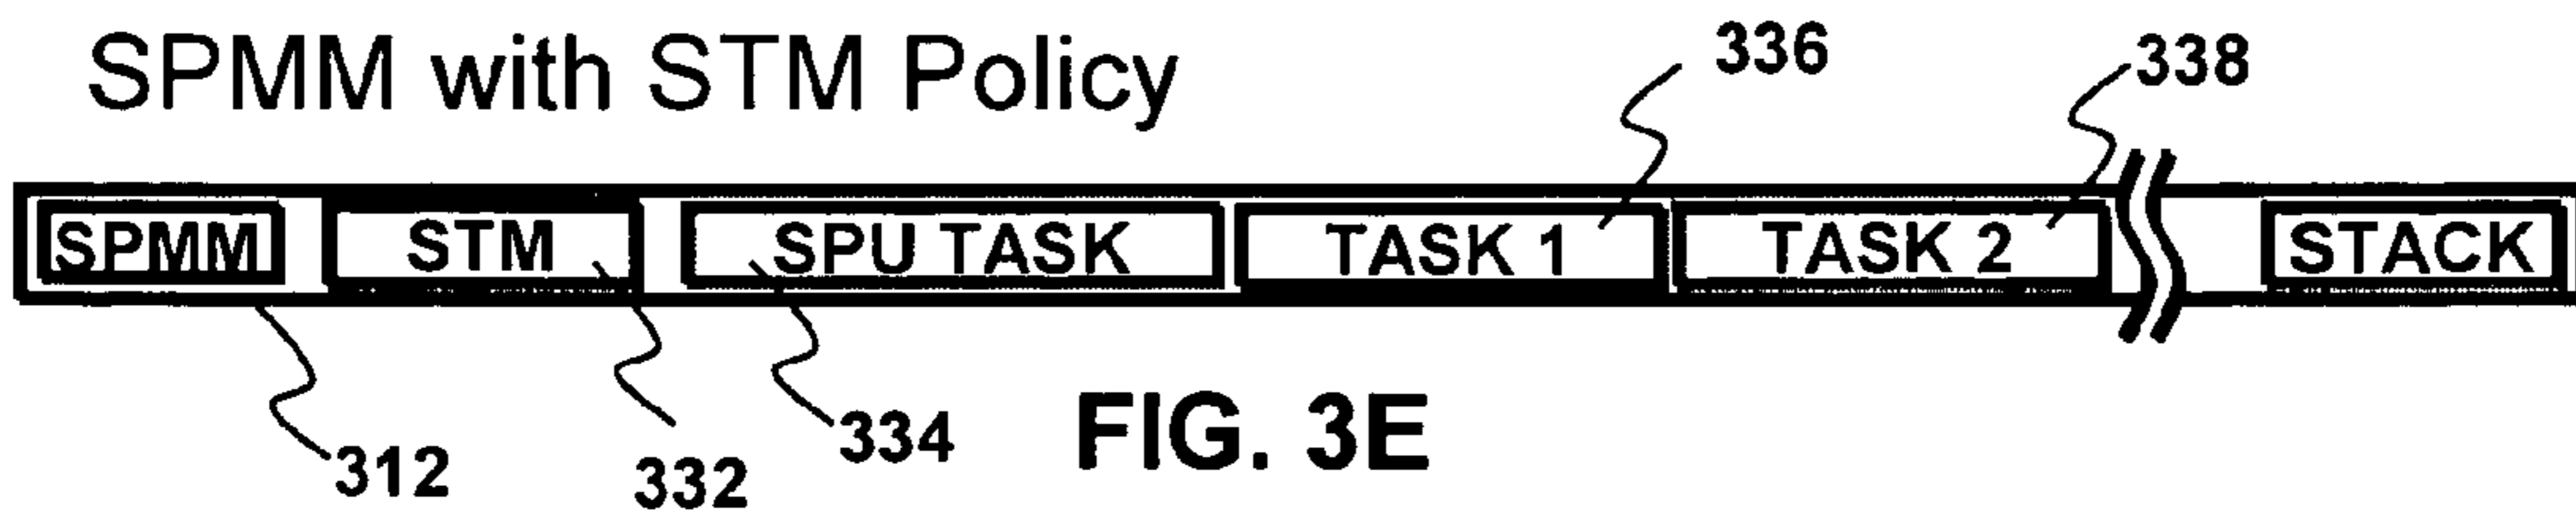 SPMM with STM Policy
336
338
SPMM STM SPU TASK TASK 1 TASK 2 STACK
312
332
334
FIG. 3E